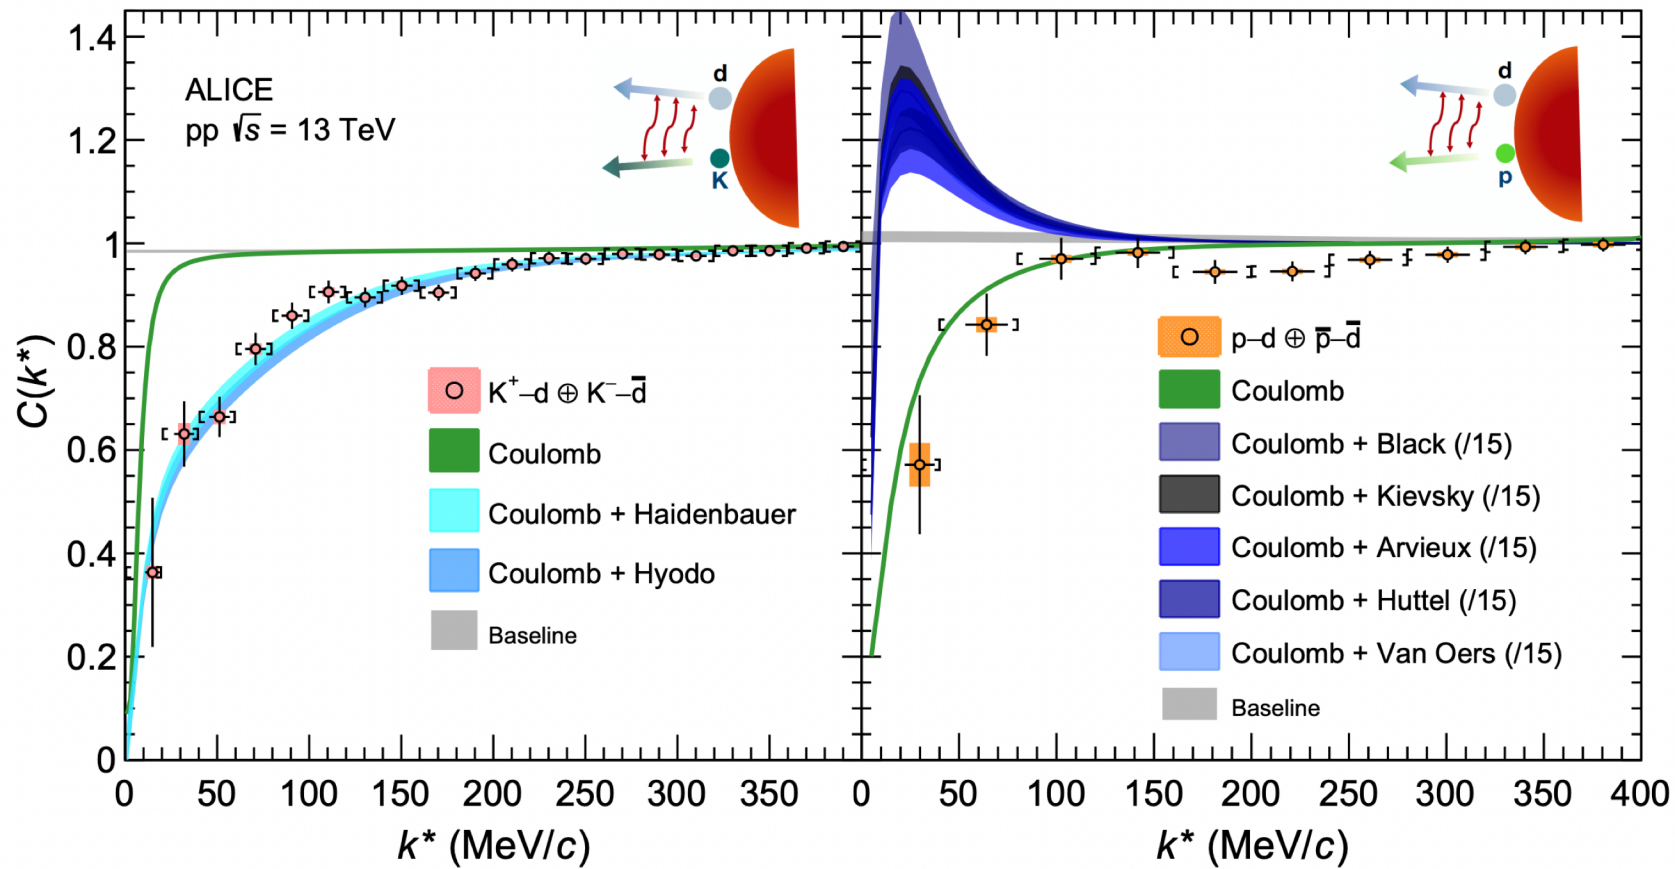 ALICE
pp √s = 13 TeV
d
K
d
p
1.4
1.2
1
0.8
0.6
0.4
0.2
0
C(k*)
K⁺–d ⊕ K⁻–d̅
Coulomb
Coulomb + Haidenbauer
Coulomb + Hyodo
Baseline
p–d ⊕ p̅–d̅
Coulomb
Coulomb + Black (/15)
Coulomb + Kievsky (/15)
Coulomb + Arvieux (/15)
Coulomb + Huttel (/15)
Coulomb + Van Oers (/15)
Baseline
0 50 100 150 200 250 300 350 0 50 100 150 200 250 300 350 400
k* (MeV/c) k* (MeV/c)